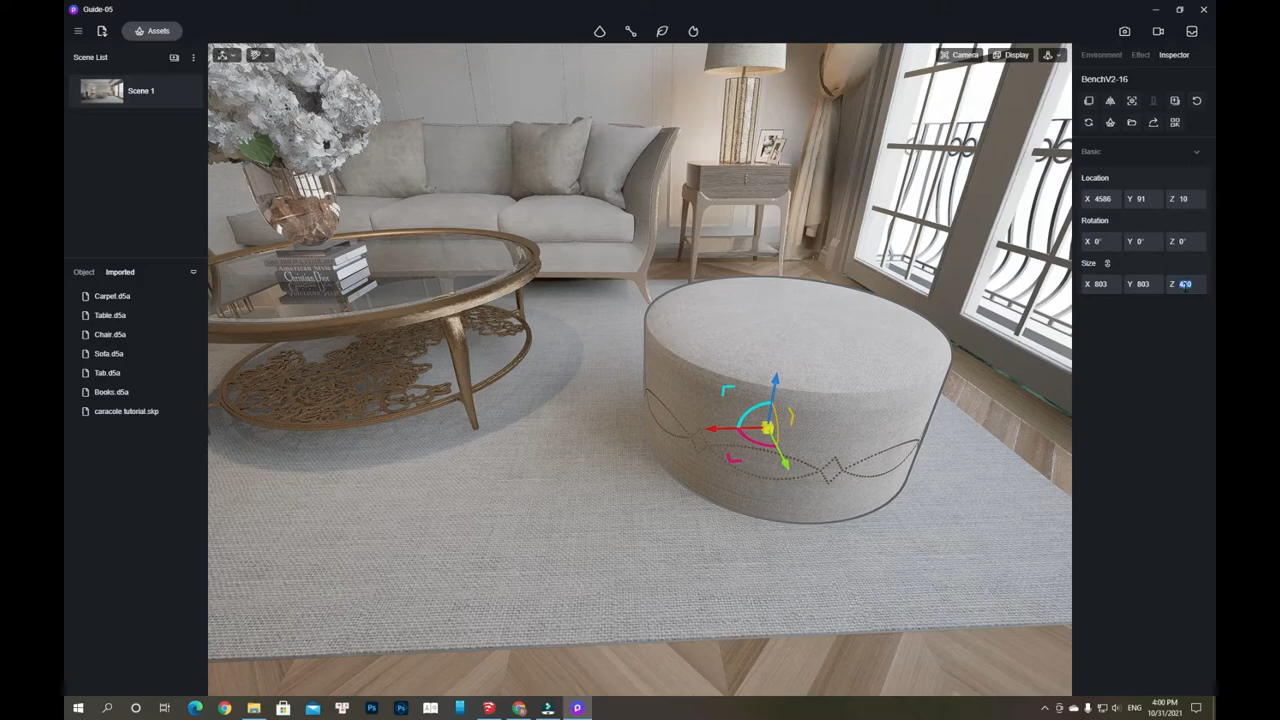 Guide-05
Assets
Scene List
Scene 1
Object
Imported
Carpet.d5a
Table.d5a
Chair.d5a
Sofa.d5a
Tab.d5a
Books.d5a
caracole tutorial.skp
Camera
Display
American Style
Christian Dior
Environment
Effect
Inspector
BenchV2-16
Basic
Location
X 4586 Y 91 Z 10
Rotation
X 0° Y 0° Z 0°
Size
X 803 Y 803 Z
ENG
4:00 PM
10/31/2021